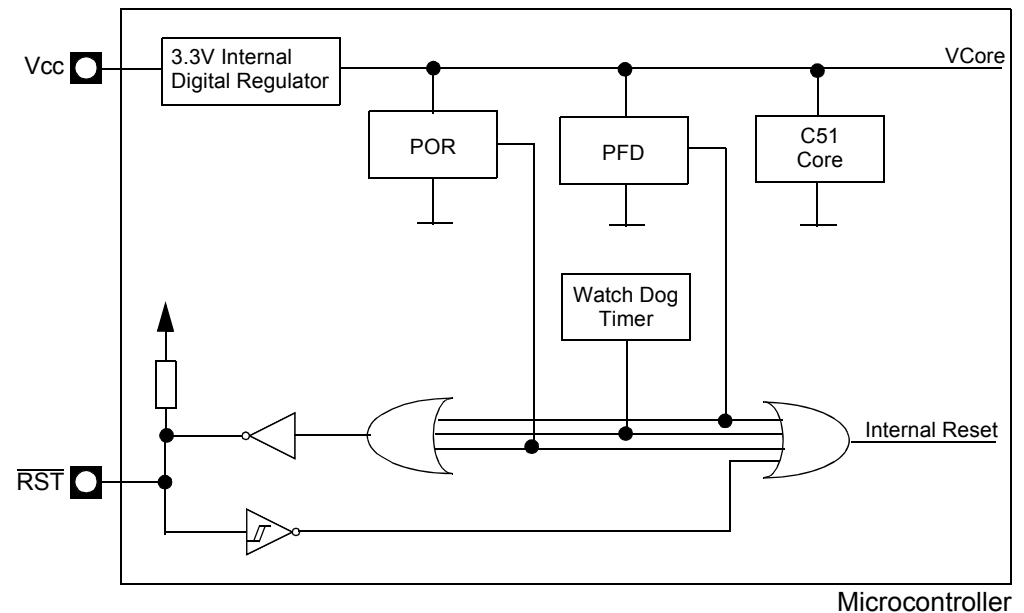 Vcc
3.3V Internal
Digital Regulator
VCore
POR
PFD
C51
Core
Watch Dog
Timer
Internal Reset
RST
Microcontroller